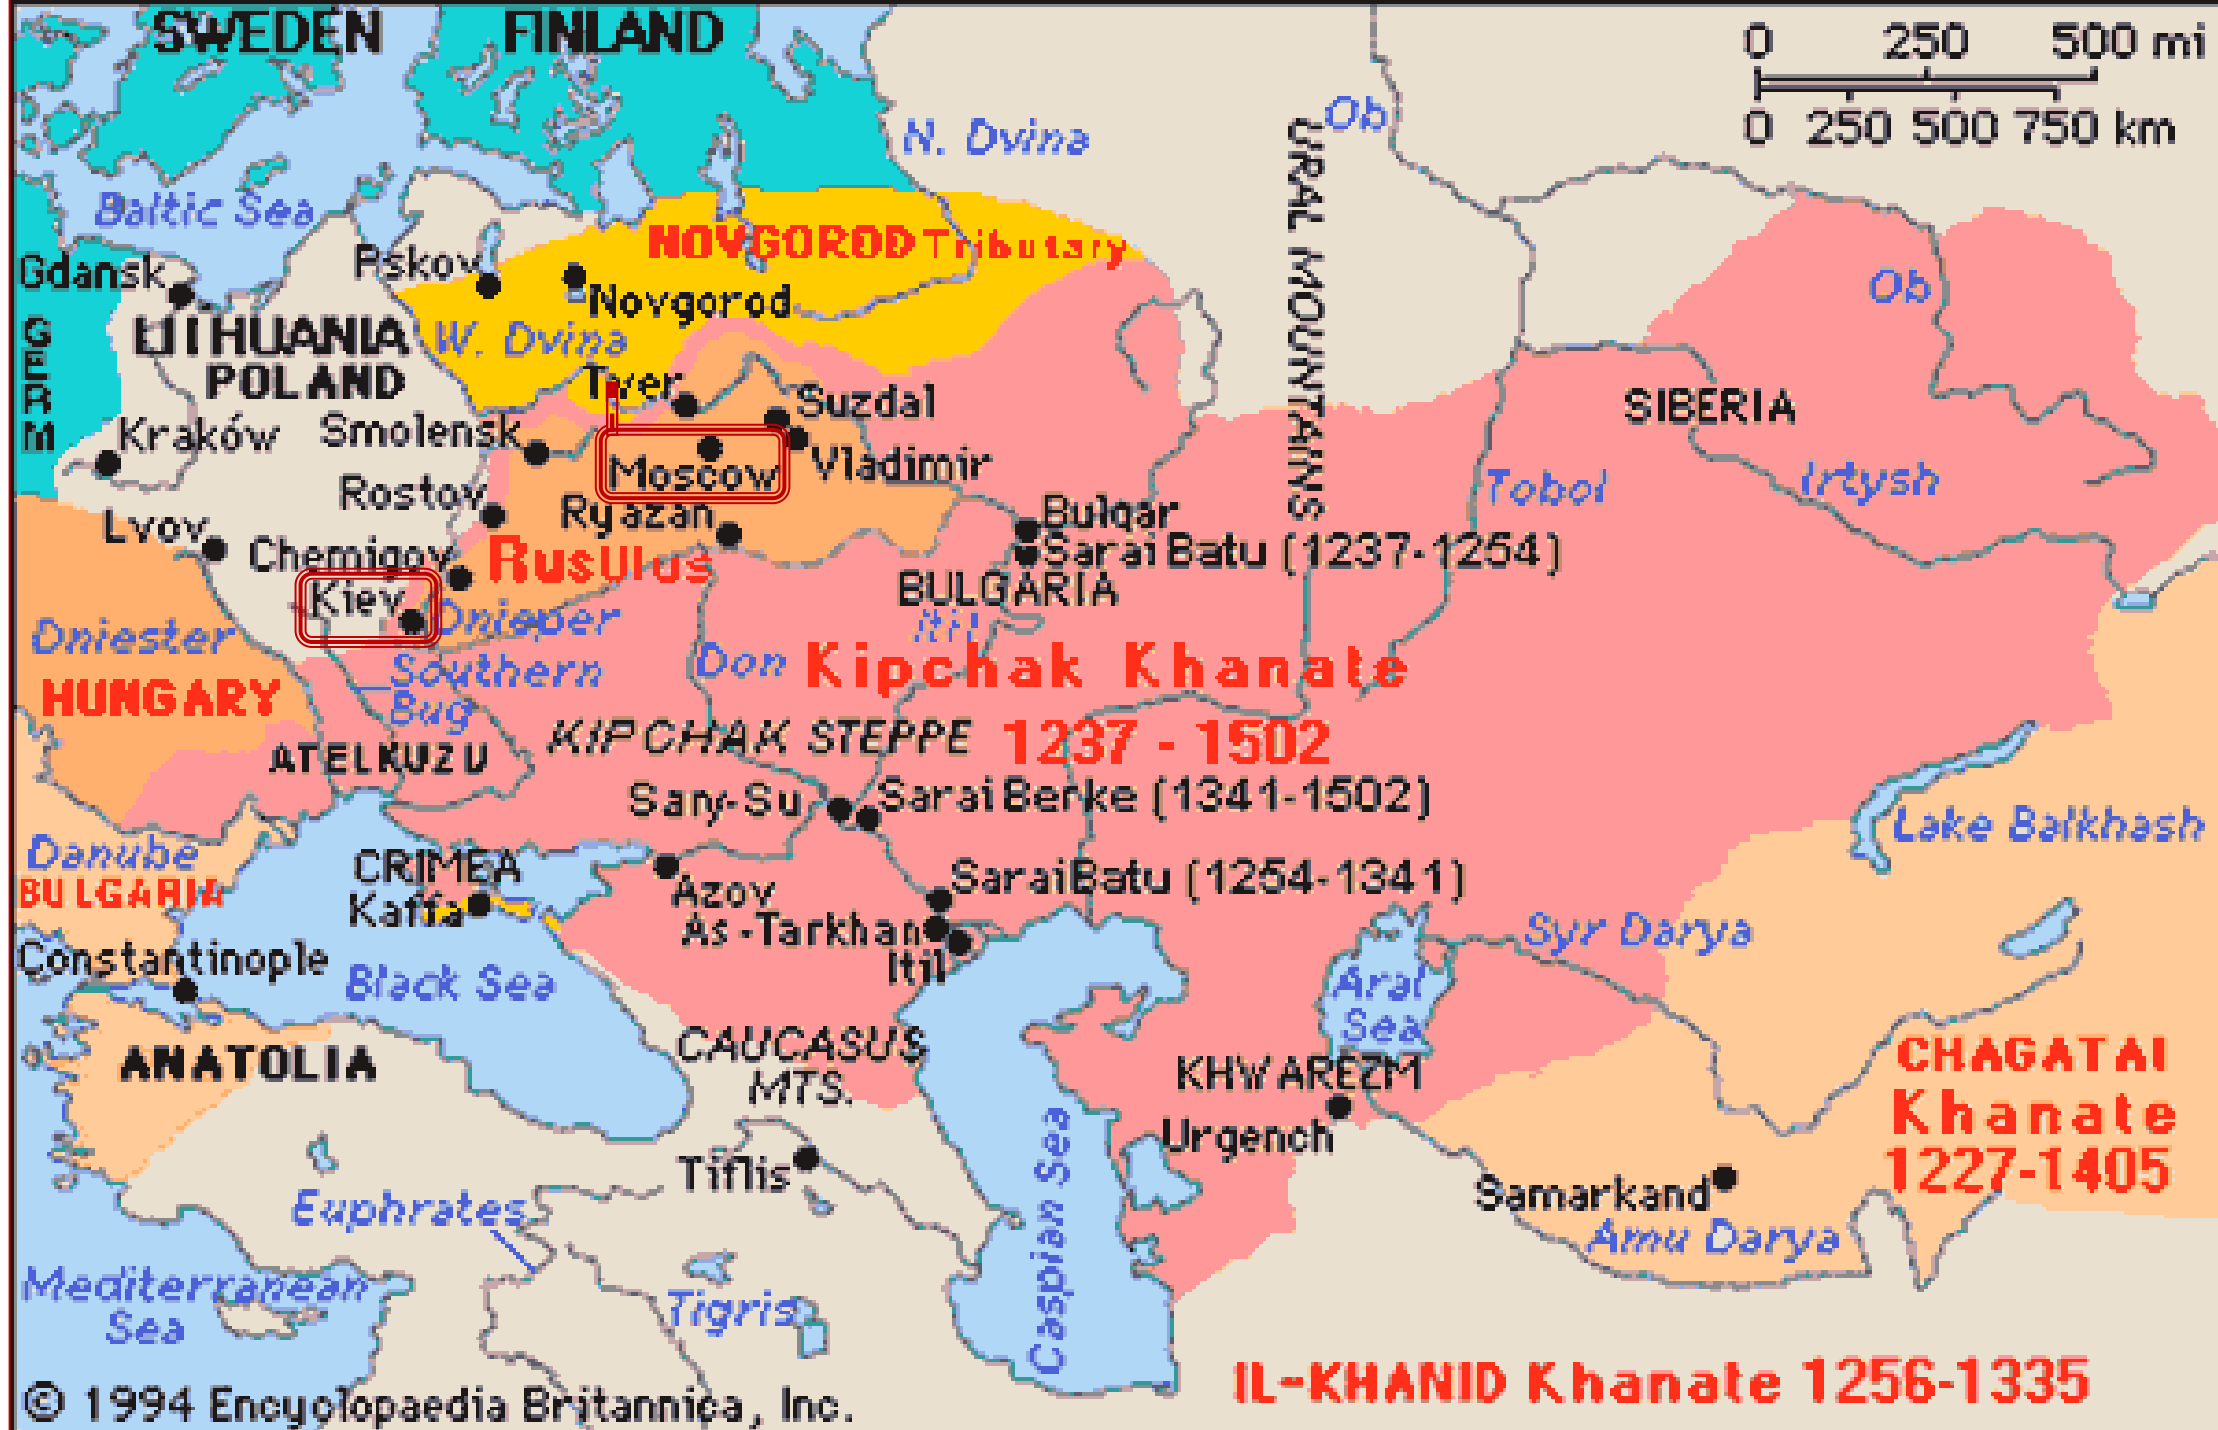 SWEDEN
FINLAND
0 250 500 mi
0 250 500 750 km
Ob
N. Dvina
URAL MOUNTAINS
Baltic Sea
NOVGOROD Tributary
Pskov
Gdansk
Ob
Novgorod
LITHUANIA
W. Dvina
GERM
POLAND
Tver
Suzdal
SIBERIA
Kraków
Smolensk
Moscow
Vladimir
Tobol
Irtysh
Rostov
Ryazan
Bulgar
Lvov
Chernigov
Rus Ulus
Sarai Batu (1237-1254)
Kiev
BULGARIA
Dniester
Dnieper
Itil
Southern
Bug
Don
Kipchak Khanate
1237 - 1502
HUNGARY
KIPCHAK STEPPE
ATELKUZU
Sary-Su
Sarai Berke (1341-1502)
Lake Balkhash
Danube
BULGARIA
CRIMEA
Kaffa
Azov
Sarai Batu (1254-1341)
As-Tarkhan
Itil
Syr Darya
Constantinople
Black Sea
Aral
Sea
ANATOLIA
CAUCASUS
MTS.
KHWAREZM
CHAGATAI
Khanate
1227-1405
Urgench
Tiflis
Caspian Sea
Samarkand
Amu Darya
Euphrates
Mediterranean
Sea
Tigris
IL-KHANID Khanate 1256-1335
© 1994 Encyclopaedia Britannica, Inc.